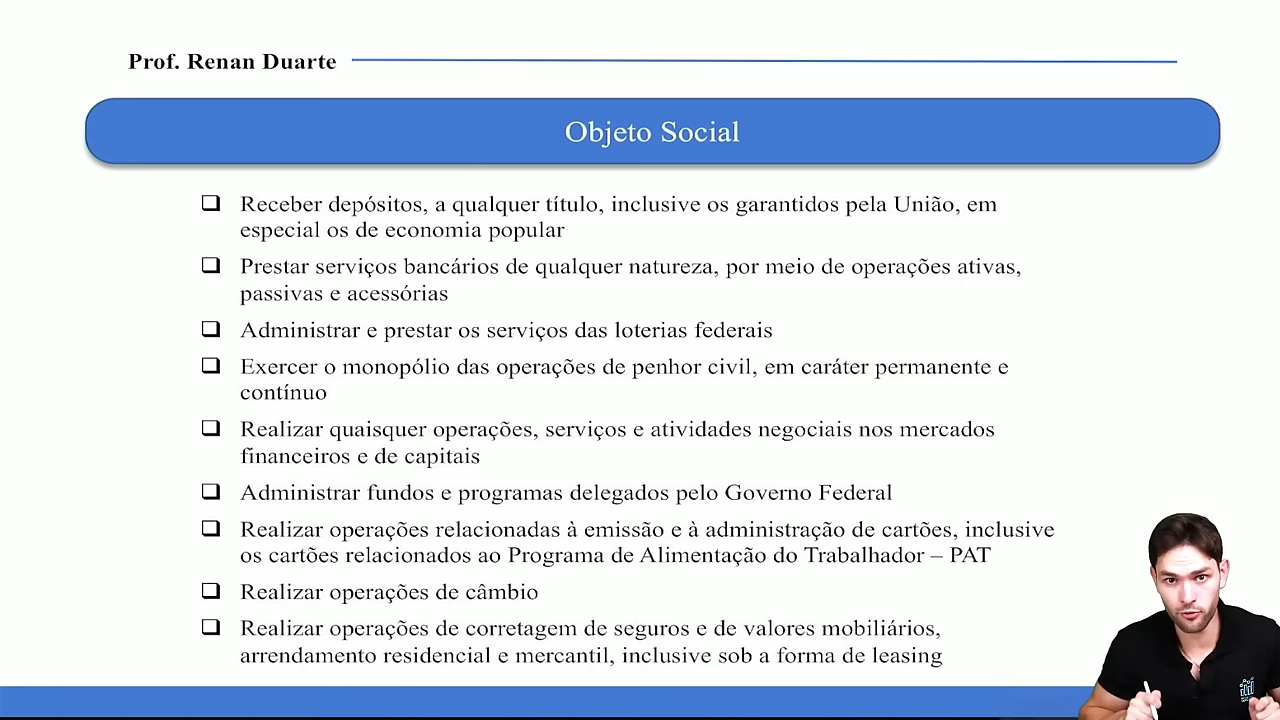 Prof. Renan Duarte
Objeto Social
Receber depósitos, a qualquer título, inclusive os garantidos pela União, em
especial os de economia popular
Prestar serviços bancários de qualquer natureza, por meio de operações ativas,
passivas e acessórias
Administrar e prestar os serviços das loterias federais
Exercer o monopólio das operações de penhor civil, em caráter permanente e
contínuo
Realizar quaisquer operações, serviços e atividades negociais nos mercados
financeiros e de capitais
Administrar fundos e programas delegados pelo Governo Federal
Realizar operações relacionadas à emissão e à administração de cartões, inclusive
os cartões relacionados ao Programa de Alimentação do Trabalhador – PAT
Realizar operações de câmbio
Realizar operações de corretagem de seguros e de valores mobiliários,
arrendamento residencial e mercantil, inclusive sob a forma de leasing